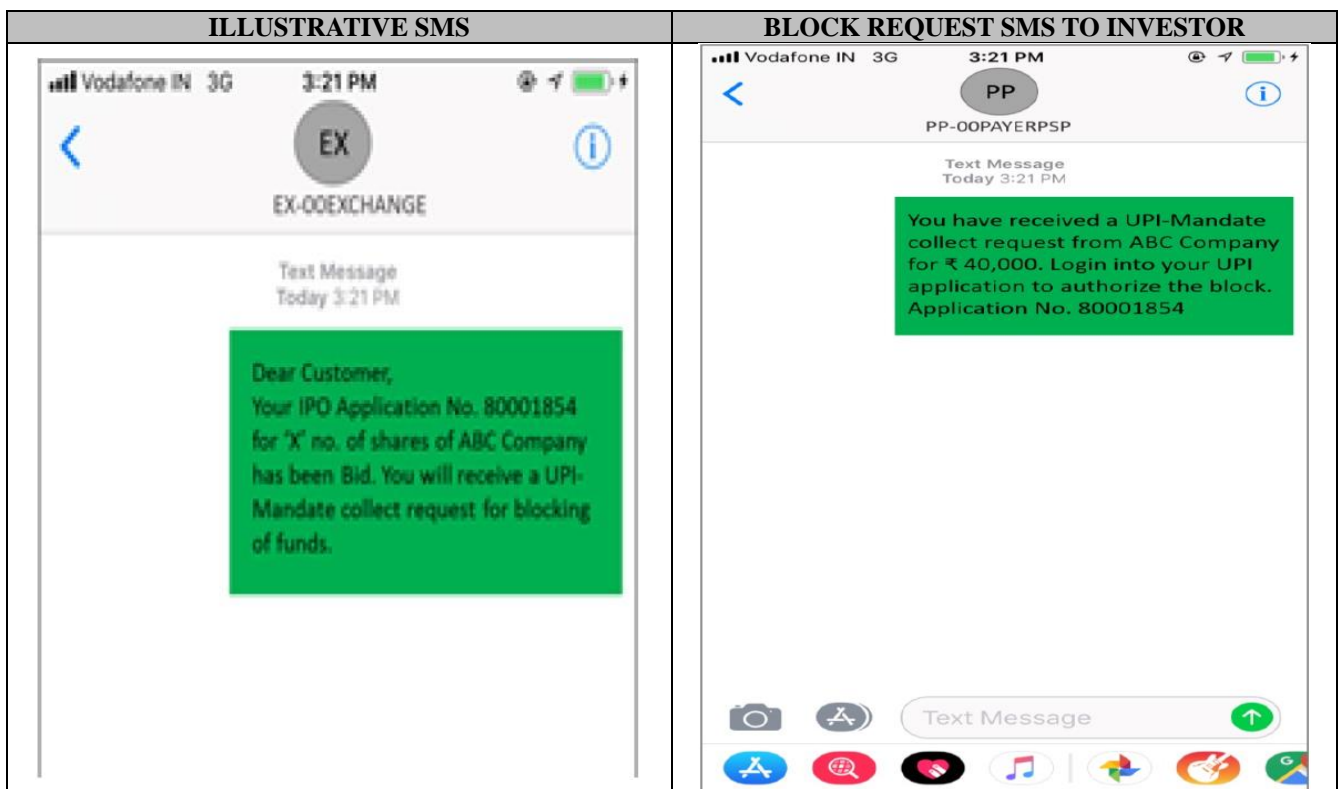 ILLUSTRATIVE SMS
Vodafone IN 3G 3:21 PM
EX
EX-00EXCHANGE
Text Message
Today 3:21 PM
Dear Customer,
Your IPO Application No. 80001854
for 'X' no. of shares of ABC Company
has been Bid. You will receive a UPI-
Mandate collect request for blocking
of funds.
BLOCK REQUEST SMS TO INVESTOR
Vodafone IN 3G 3:21 PM
PP
PP-00PAYERPSP
Text Message
Today 3:21 PM
You have received a UPI-Mandate
collect request from ABC Company
for ₹ 40,000. Login into your UPI
application to authorize the block.
Application No. 80001854
Text Message
G